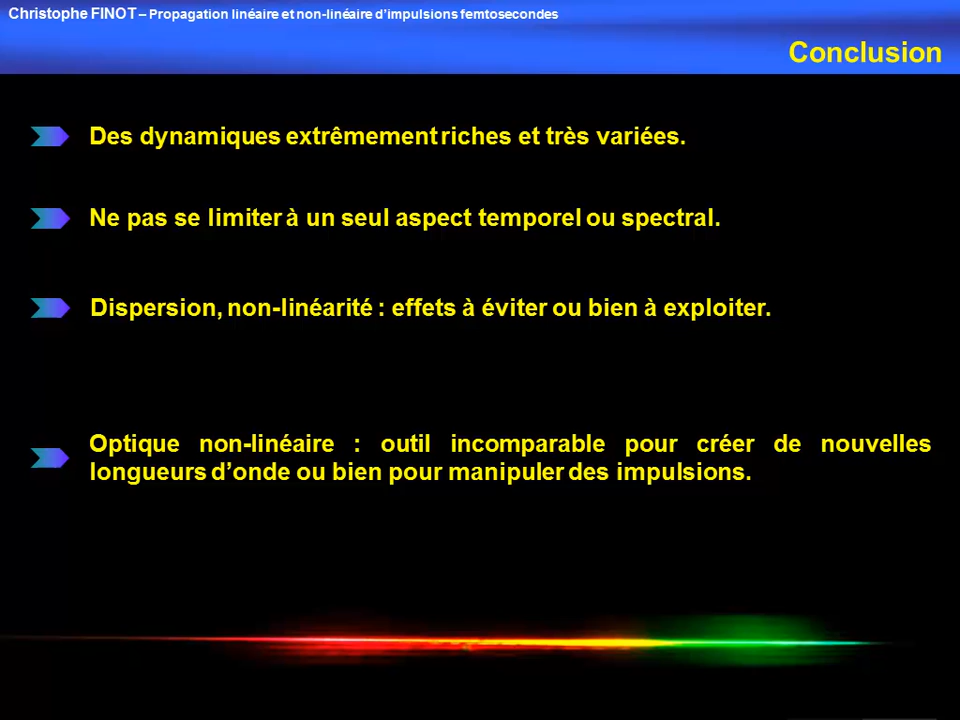 Christophe FINOT – Propagation linéaire et non-linéaire d’impulsions femtosecondes
Conclusion
Des dynamiques extrêmement riches et très variées.
Ne pas se limiter à un seul aspect temporel ou spectral.
Dispersion, non-linéarité : effets à éviter ou bien à exploiter.
Optique non-linéaire : outil incomparable pour créer de nouvelles
longueurs d’onde ou bien pour manipuler des impulsions.